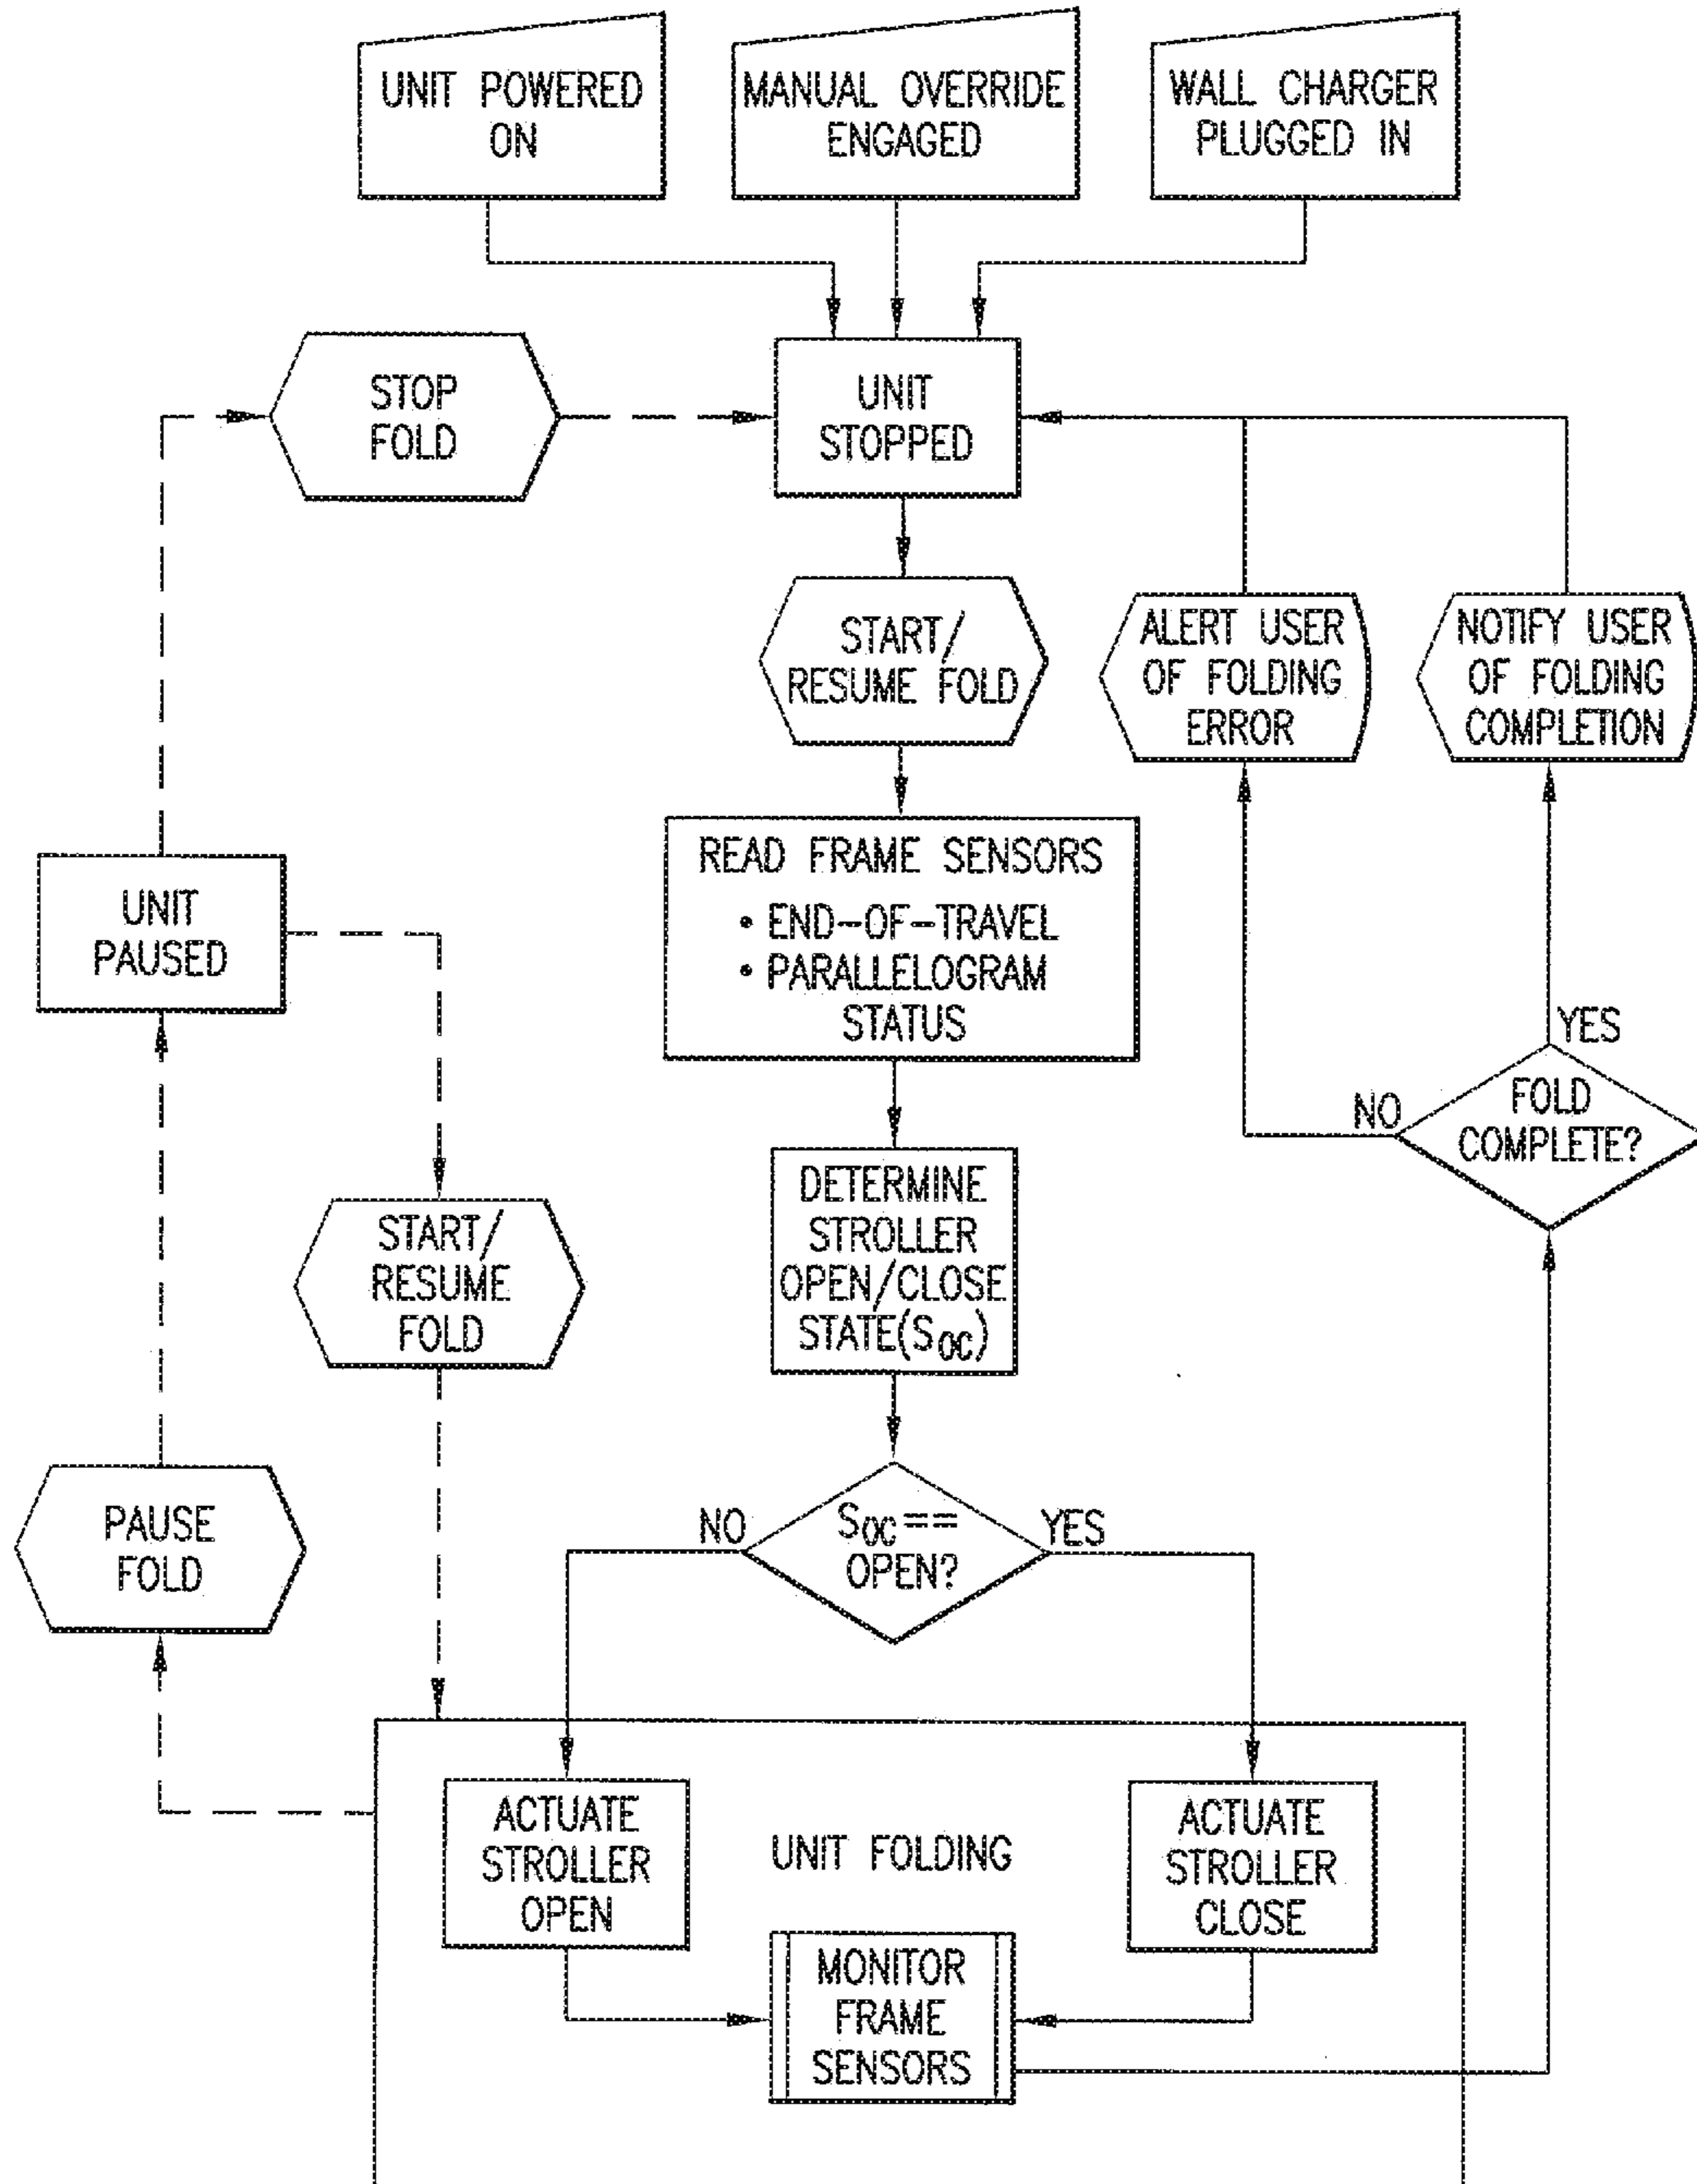 UNIT POWERED
ON
MANUAL OVERRIDE
ENGAGED
WALL CHARGER
PLUGGED IN
STOP
FOLD
UNIT
STOPPED
START/
RESUME FOLD
ALERT USER
OF FOLDING
ERROR
NOTIFY USER
OF FOLDING
COMPLETION
READ FRAME SENSORS
• END-OF-TRAVEL
• PARALLELOGRAM
STATUS
UNIT
PAUSED
YES
NO
FOLD
COMPLETE?
DETERMINE
STROLLER
OPEN/CLOSE
STATE(SOC)
START/
RESUME
FOLD
PAUSE
FOLD
NO
SOC==
OPEN?
YES
ACTUATE
STROLLER
OPEN
UNIT FOLDING
ACTUATE
STROLLER
CLOSE
MONITOR
FRAME
SENSORS